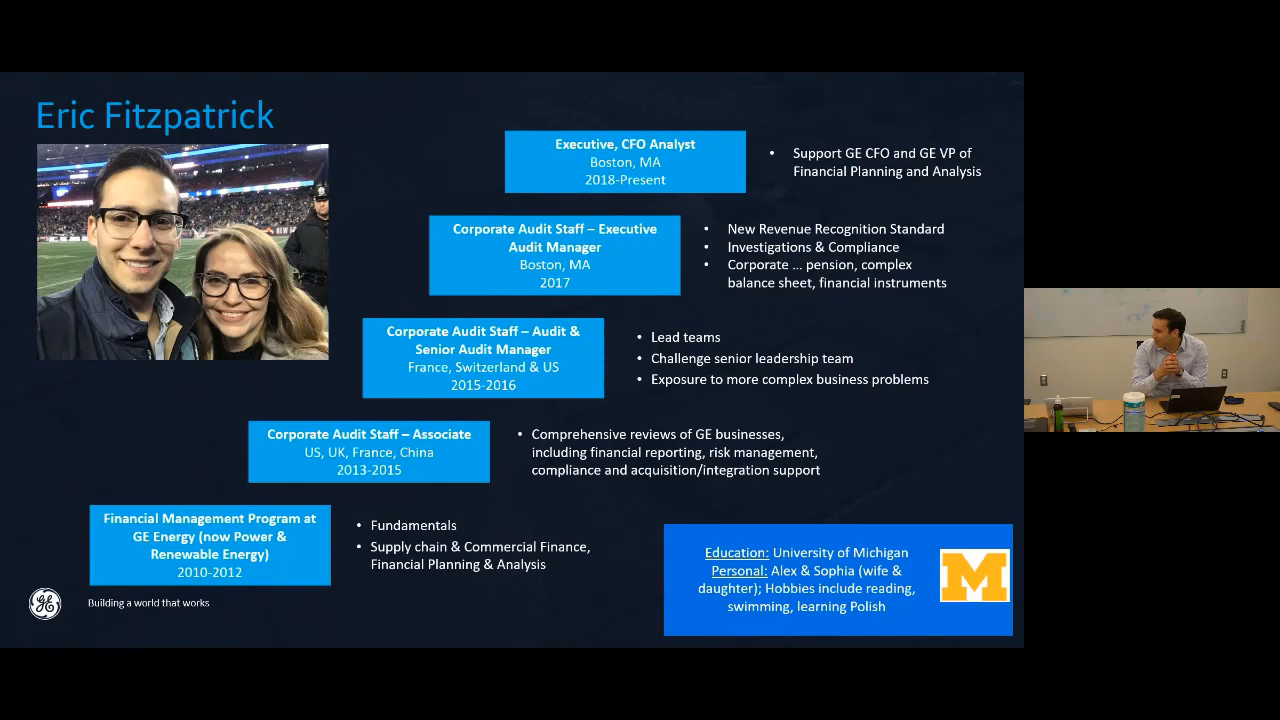 Eric Fitzpatrick
Executive, CFO Analyst
Boston, MA
2018-Present
• Support GE CFO and GE VP of
Financial Planning and Analysis
Corporate Audit Staff – Executive
Audit Manager
Boston, MA
2017
• New Revenue Recognition Standard
• Investigations & Compliance
• Corporate ... pension, complex
balance sheet, financial instruments
Corporate Audit Staff – Audit &
Senior Audit Manager
France, Switzerland & US
2015-2016
• Lead teams
• Challenge senior leadership team
• Exposure to more complex business problems
Corporate Audit Staff – Associate
US, UK, France, China
2013-2015
• Comprehensive reviews of GE businesses,
including financial reporting, risk management,
compliance and acquisition/integration support
Financial Management Program at
GE Energy (now Power &
Renewable Energy)
2010-2012
• Fundamentals
• Supply chain & Commercial Finance,
Financial Planning & Analysis
Education: University of Michigan
Personal: Alex & Sophia (wife &
daughter); Hobbies include reading,
swimming, learning Polish
M
GE
Building a world that works